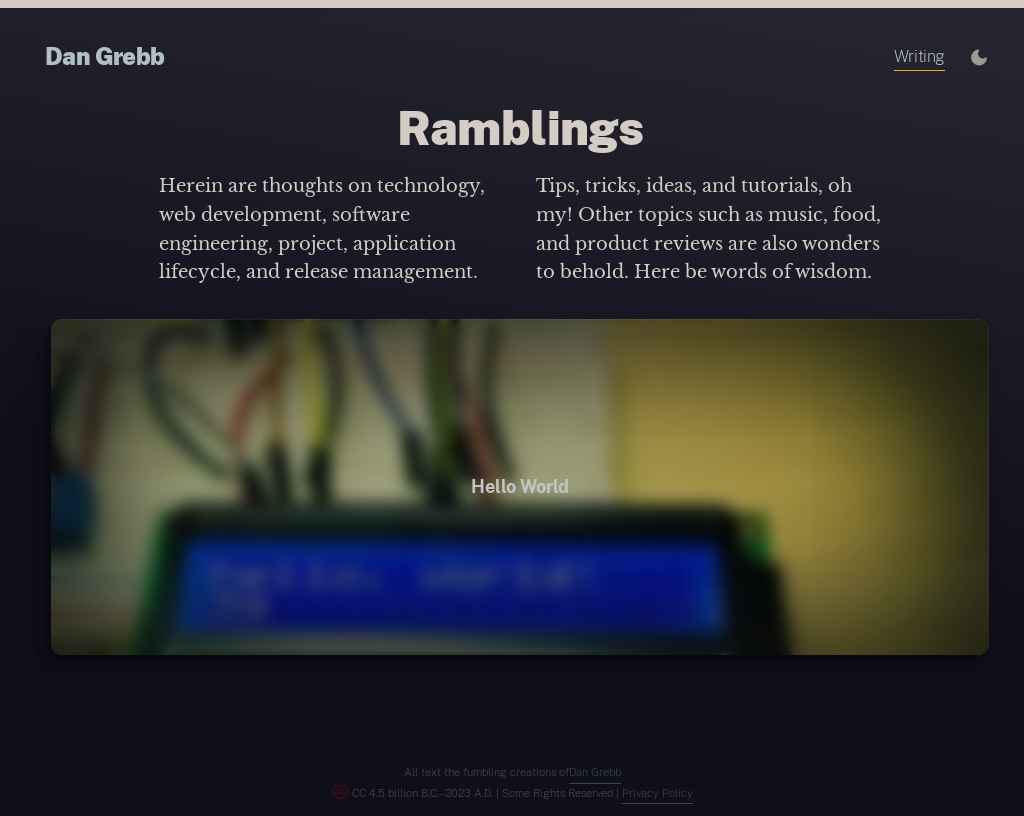 Dan Grebb
Writing
Ramblings
Herein are thoughts on technology,
web development, software
engineering, project, application
lifecycle, and release management.
Tips, tricks, ideas, and tutorials, oh
my! Other topics such as music, food,
and product reviews are also wonders
to behold. Here be words of wisdom.
Hello World
hello, world!
All text the fumbling creations ofDan Grebb
CC 4.5 billion B.C.–2023 A.D. | Some Rights Reserved | Privacy Policy